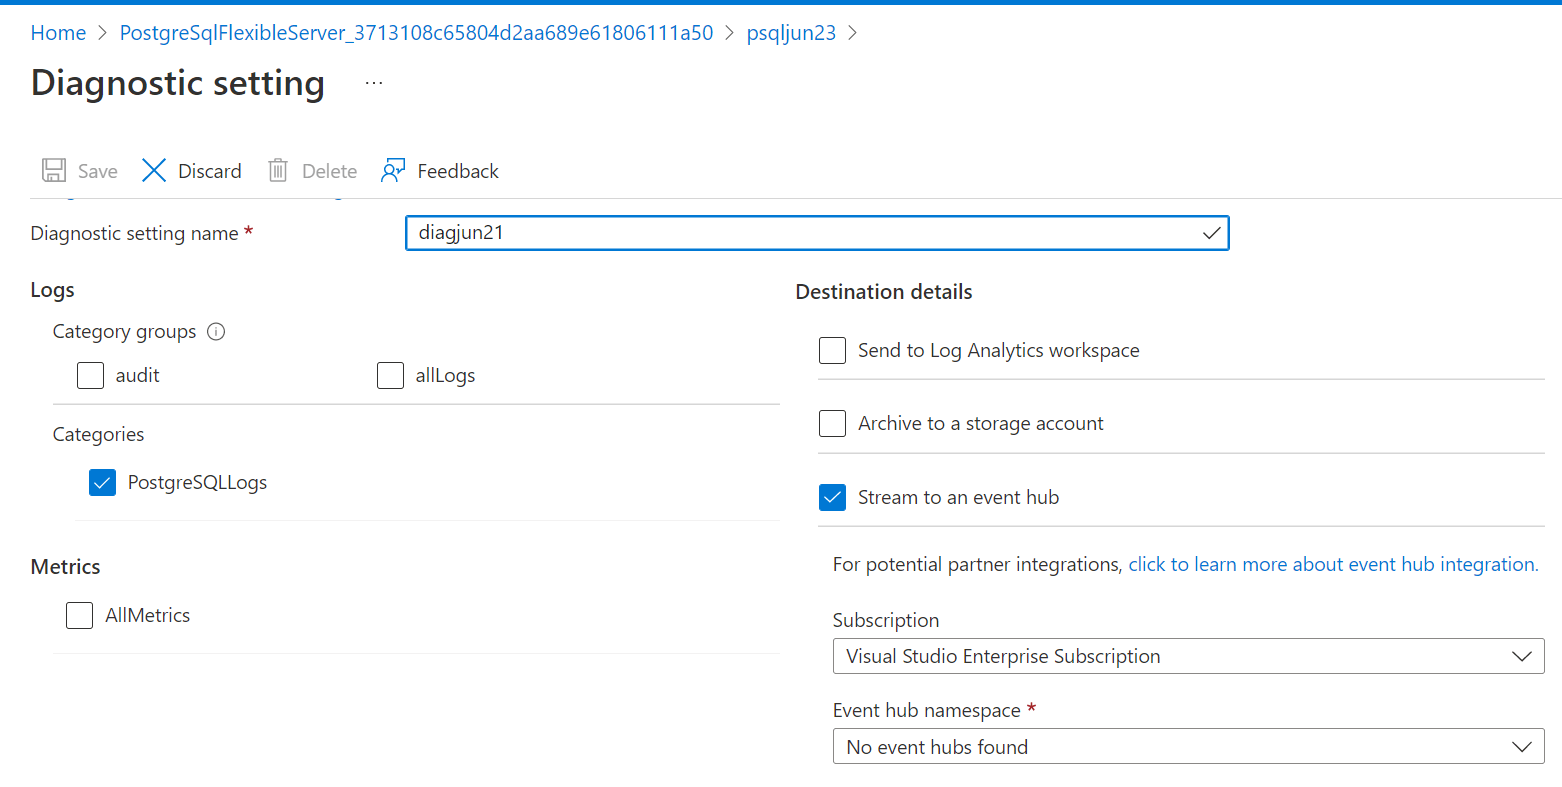 Home > PostgreSqlFlexibleServer_3713108c65804d2aa689e61806111a50 > psqljun23 >
Diagnostic setting ...
Save Discard Delete Feedback
Diagnostic setting name * diagjun21
Logs
Category groups
audit allLogs
Categories
PostgreSQLLogs
Metrics
AllMetrics
Destination details
Send to Log Analytics workspace
Archive to a storage account
Stream to an event hub
For potential partner integrations, click to learn more about event hub integration.
Subscription
Visual Studio Enterprise Subscription
Event hub namespace *
No event hubs found